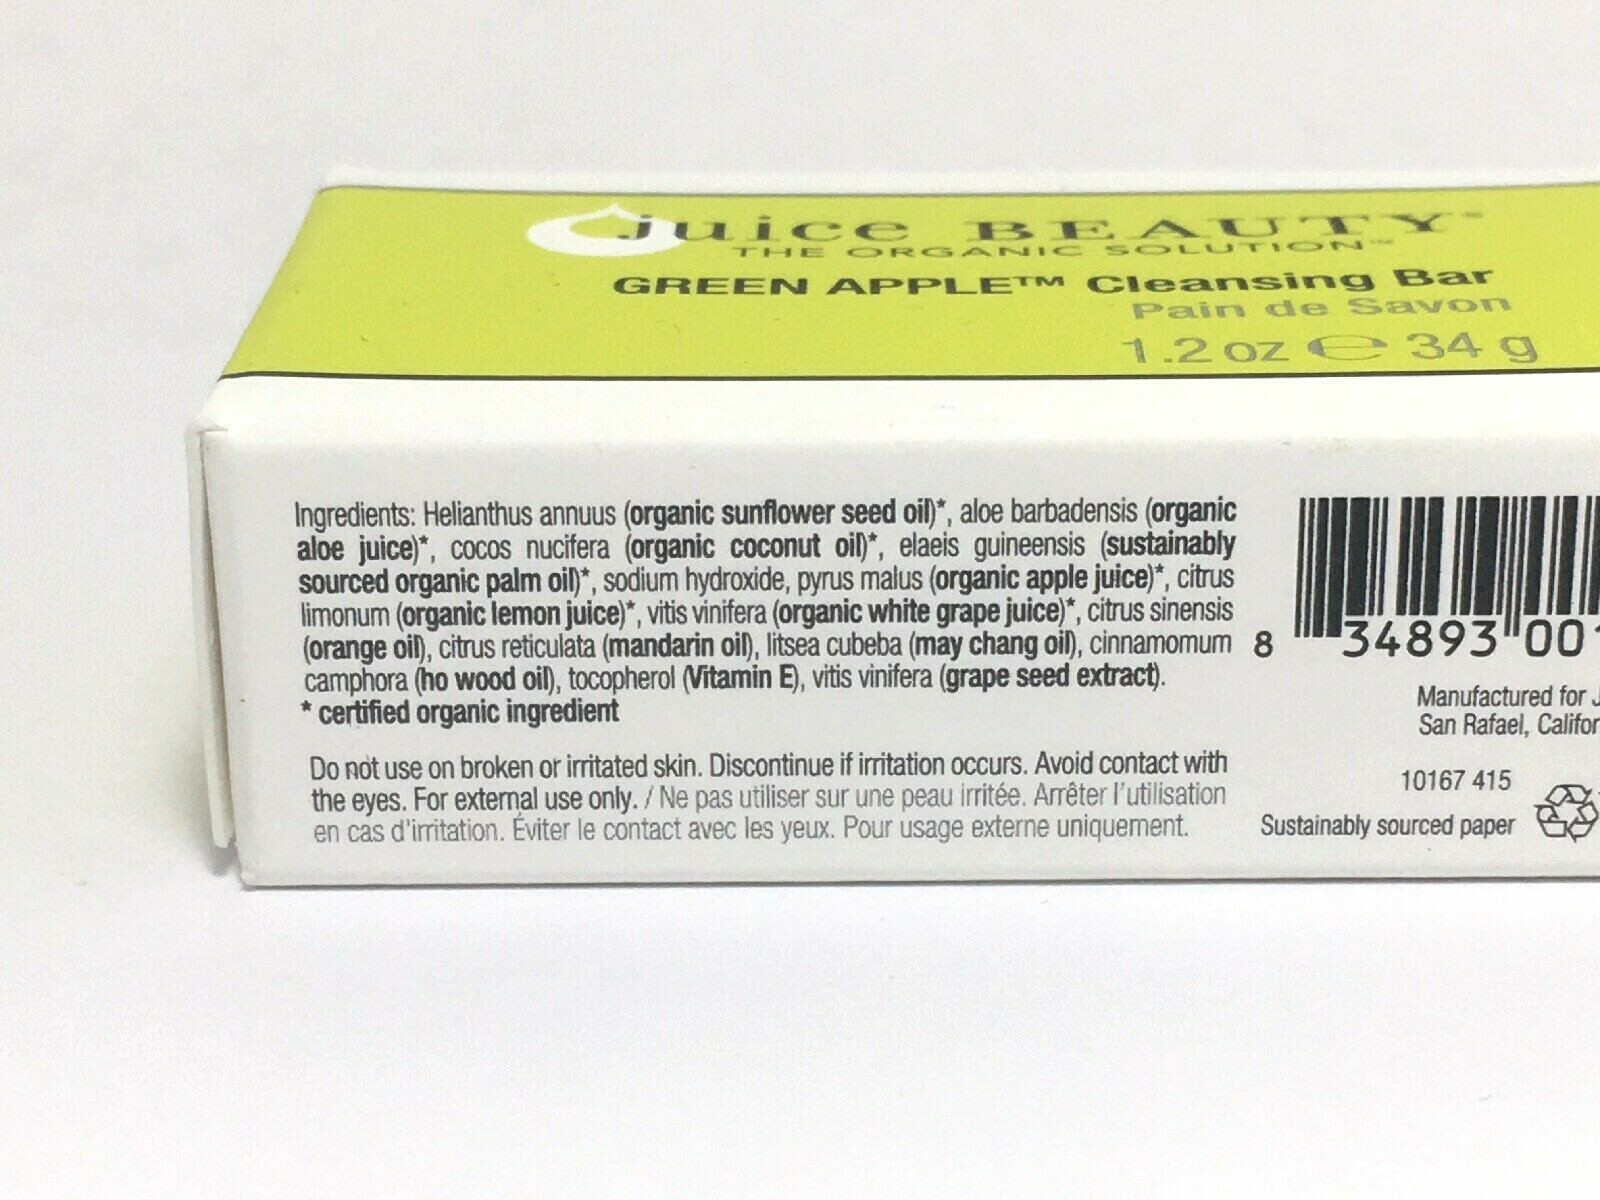 juice BEAUTY®
THE ORGANIC SOLUTION™
GREEN APPLE™ Cleansing Bar
Pain de Savon
1.2 oz ℮ 34 g
Ingredients: Helianthus annuus (organic sunflower seed oil)*, aloe barbadensis (organic
aloe juice)*, cocos nucifera (organic coconut oil)*, elaeis guineensis (sustainably
sourced organic palm oil)*, sodium hydroxide, pyrus malus (organic apple juice)*, citrus
limonum (organic lemon juice)*, vitis vinifera (organic white grape juice)*, citrus sinensis
(orange oil), citrus reticulata (mandarin oil), litsea cubeba (may chang oil), cinnamomum
camphora (ho wood oil), tocopherol (Vitamin E), vitis vinifera (grape seed extract).
* certified organic ingredient
Do not use on broken or irritated skin. Discontinue if irritation occurs. Avoid contact with
the eyes. For external use only. / Ne pas utiliser sur une peau irritée. Arrêter l'utilisation
en cas d'irritation. Éviter le contact avec les yeux. Pour usage externe uniquement.
8 34893 00
Manufactured for J
San Rafael, Califor
10167 415
Sustainably sourced paper